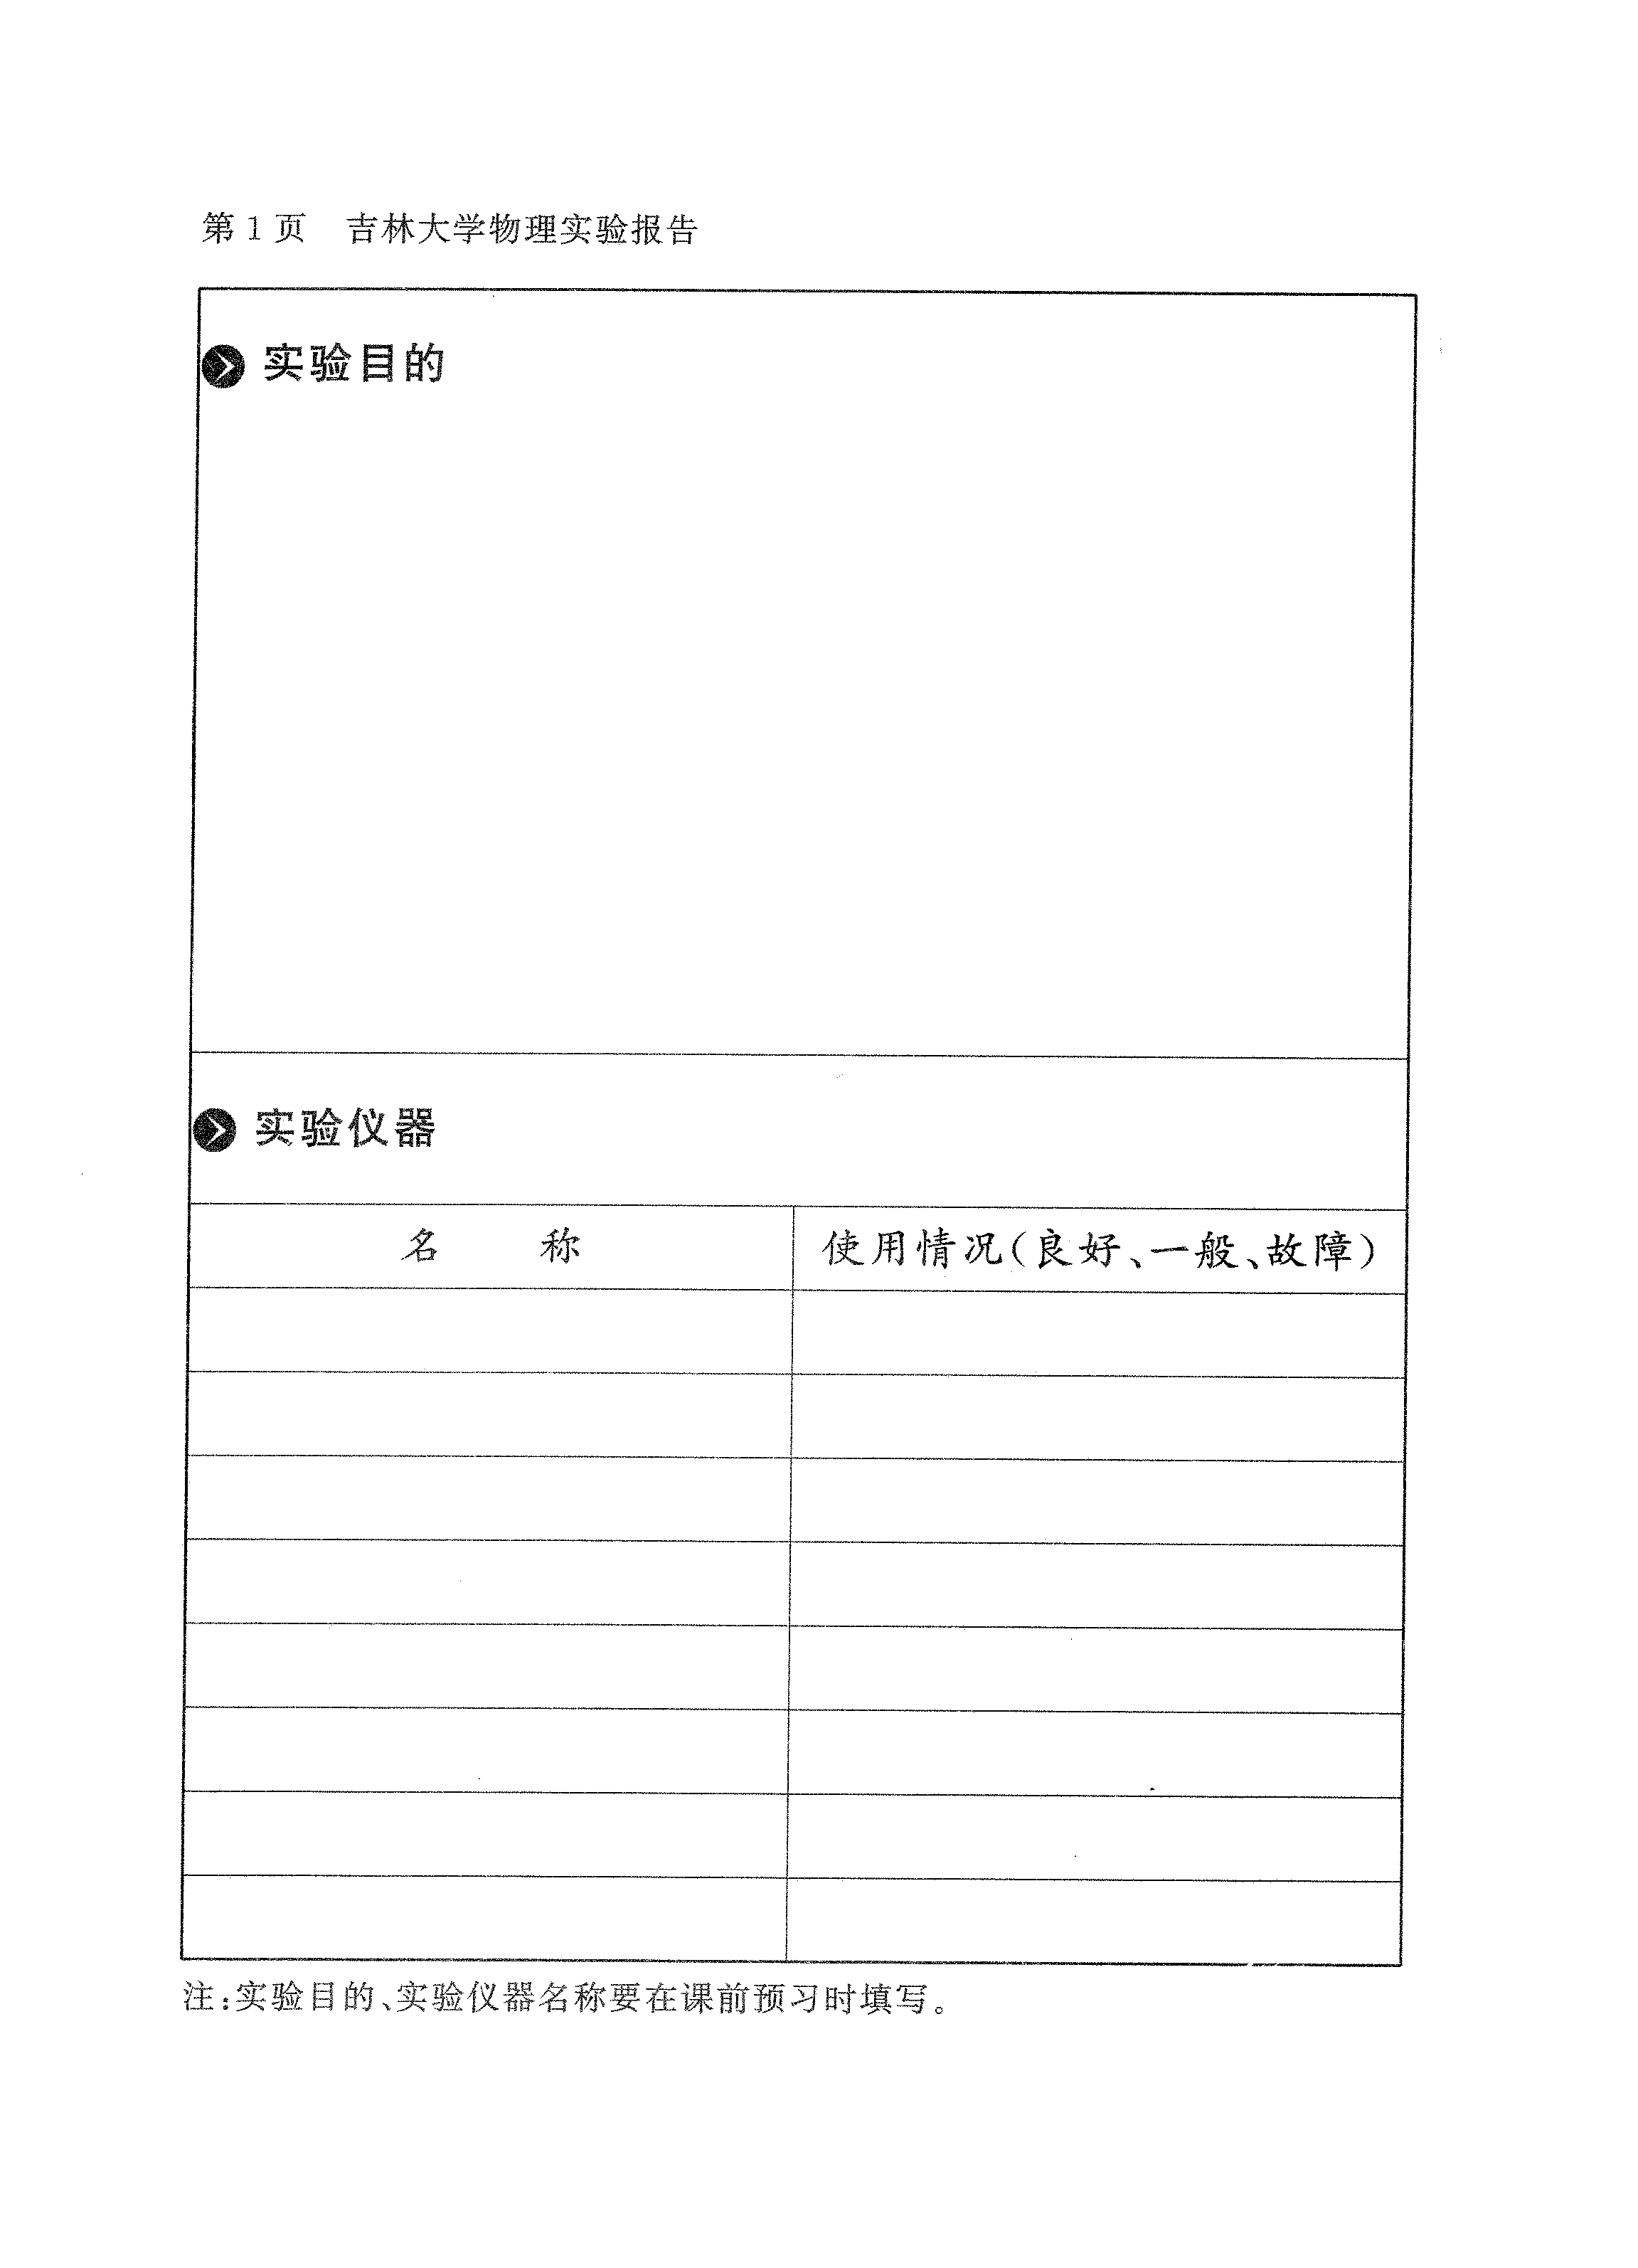 第 1 页 吉林大学物理实验报告
实验目的
实验仪器
名 称 使用情况(良好、一般、故障)
注:实验目的、实验仪器名称要在课前预习时填写。